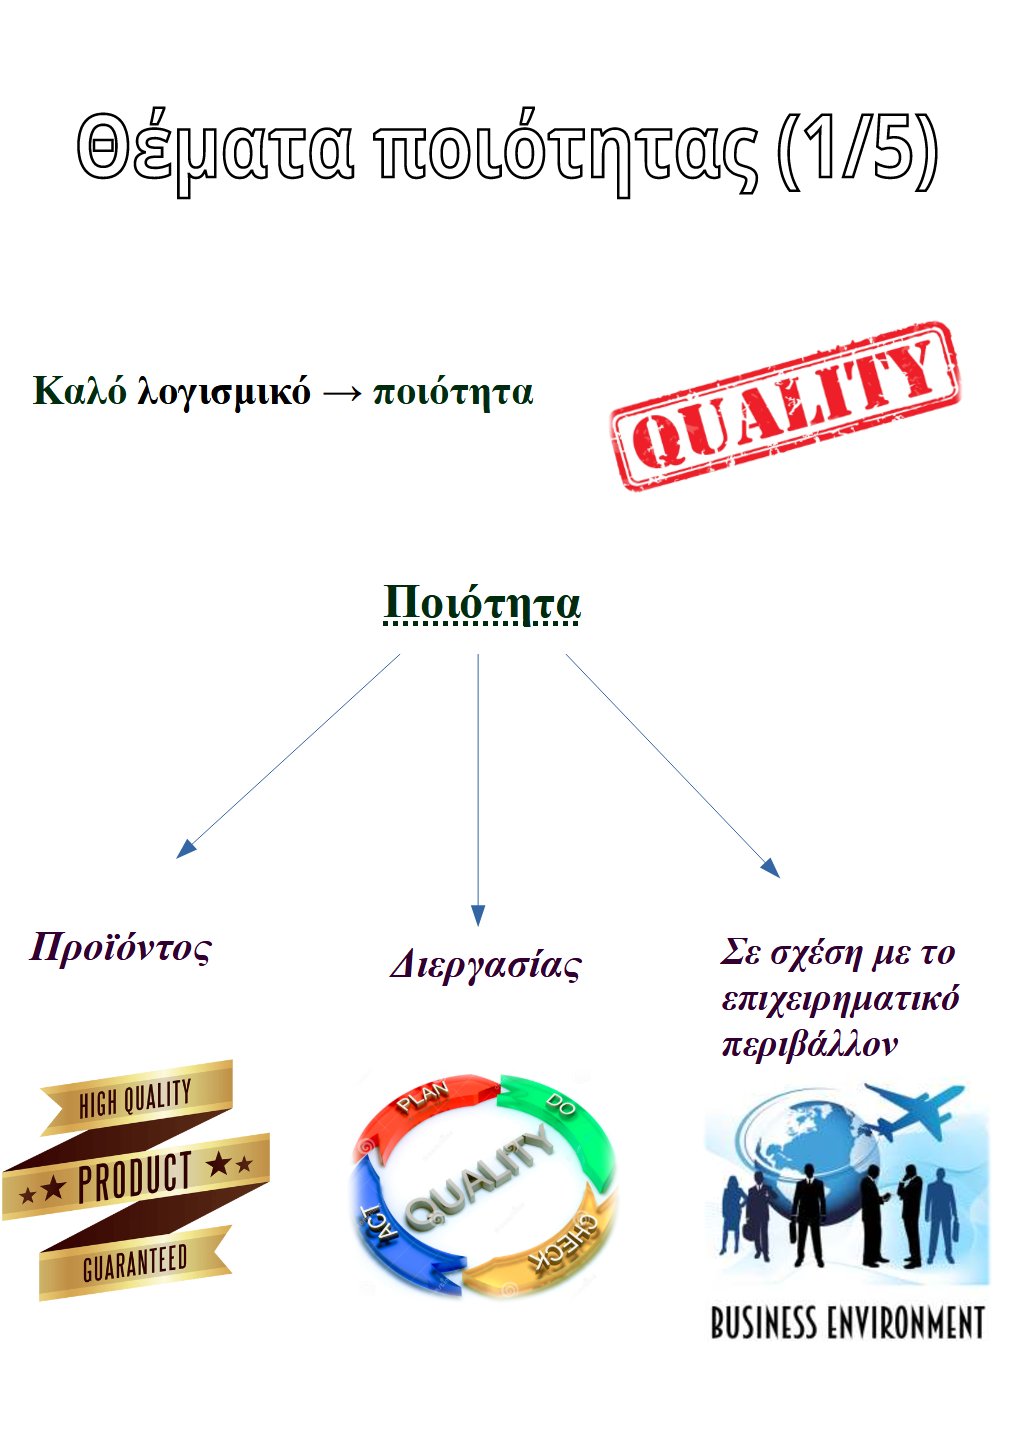 Θέματα ποιότητας (1/5)
Καλό λογισμικό → ποιότητα
QUALITY
Ποιότητα
Προϊόντος
Διεργασίας
Σε σχέση με το
επιχειρηματικό
περιβάλλον
HIGH QUALITY
PRODUCT
GUARANTEED
PLAN
DO
QUALITY
ACT
CHECK
BUSINESS ENVIRONMENT